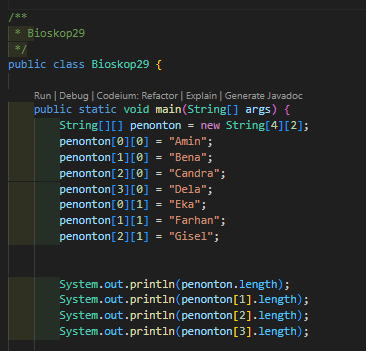 /**
 * Bioskop29
 */
public class Bioskop29 {
Run | Debug | Codeium: Refactor | Explain | Generate Javadoc
public static void main(String[] args) {
String[][] penonton = new String[4][2];
penonton[0][0] = "Amin";
penonton[1][0] = "Bena";
penonton[2][0] = "Candra";
penonton[3][0] = "Dela";
penonton[0][1] = "Eka";
penonton[1][1] = "Farhan";
penonton[2][1] = "Gisel";
System.out.println(penonton.length);
System.out.println(penonton[1].length);
System.out.println(penonton[2].length);
System.out.println(penonton[3].length);